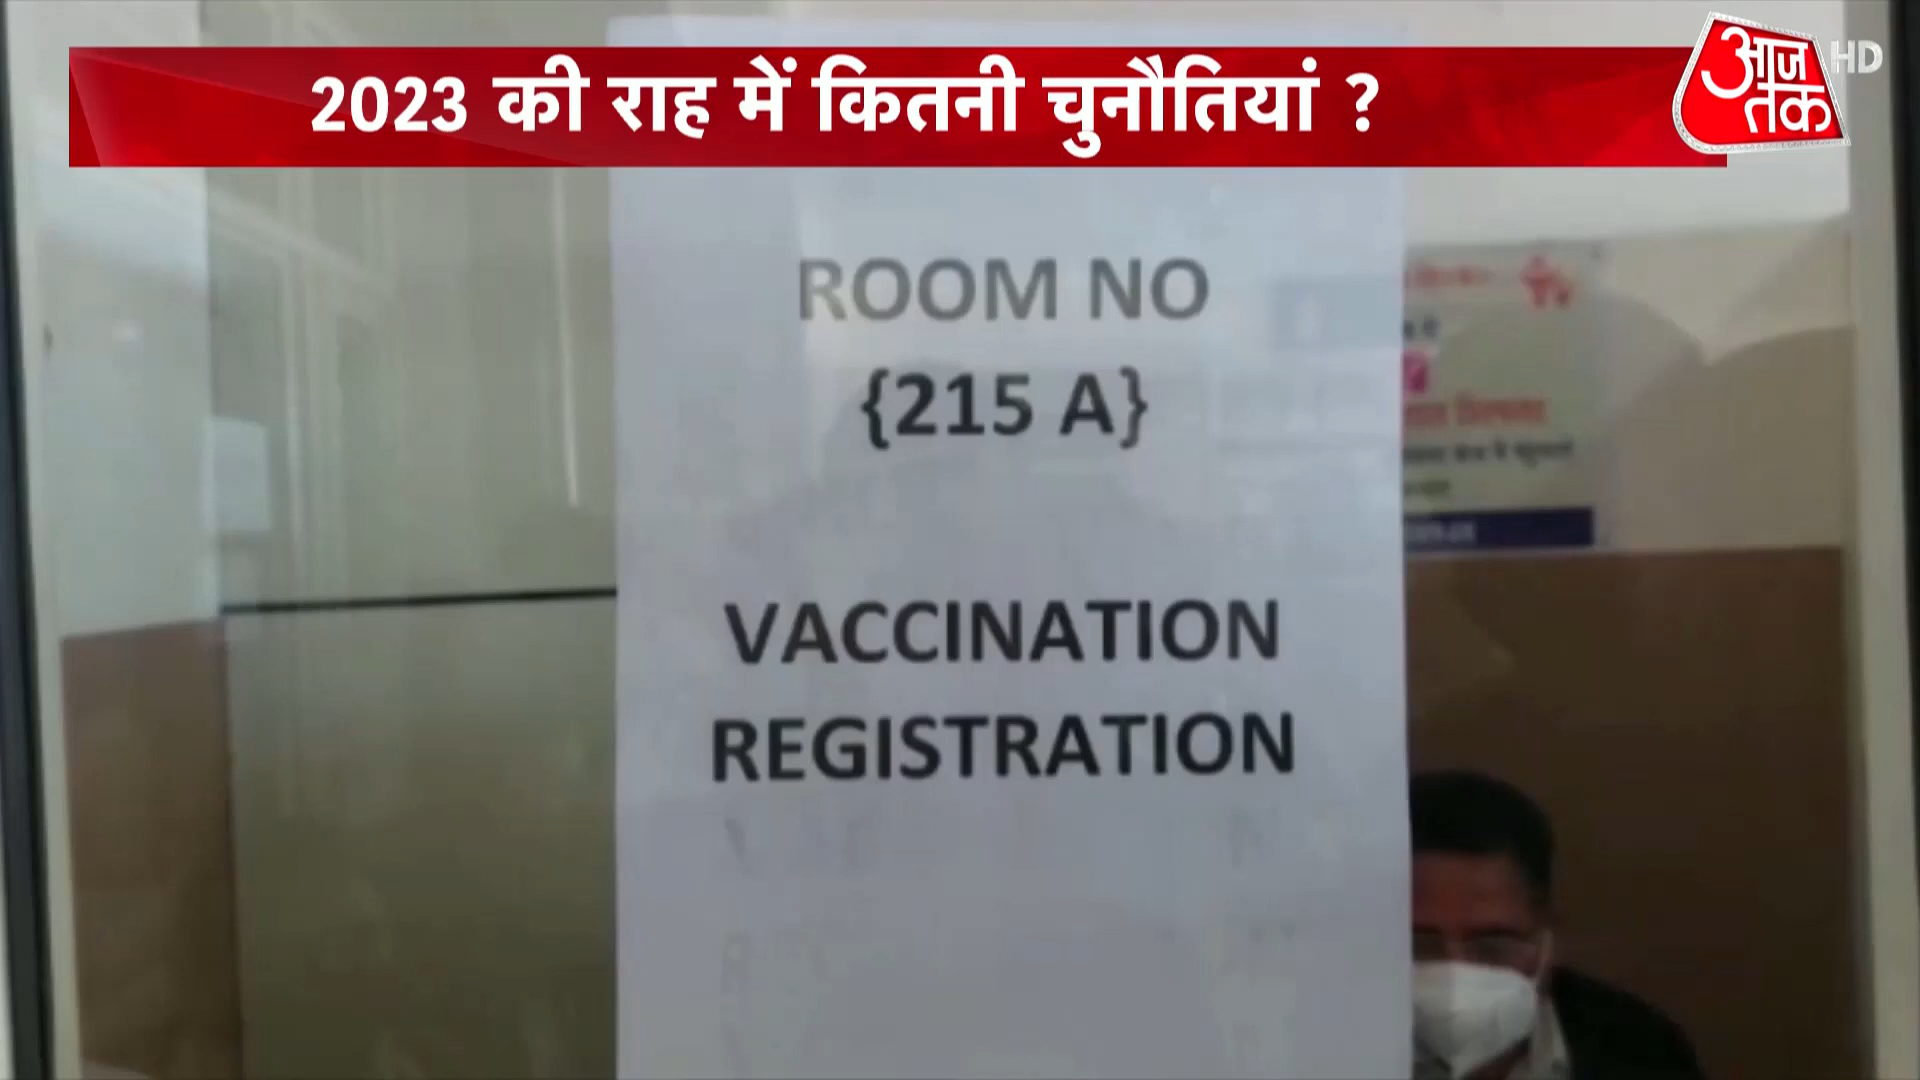 2023 की राह में कितनी चुनौतियां ?
आज
तक
HD
ROOM NO
{215 A}
VACCINATION
REGISTRATION